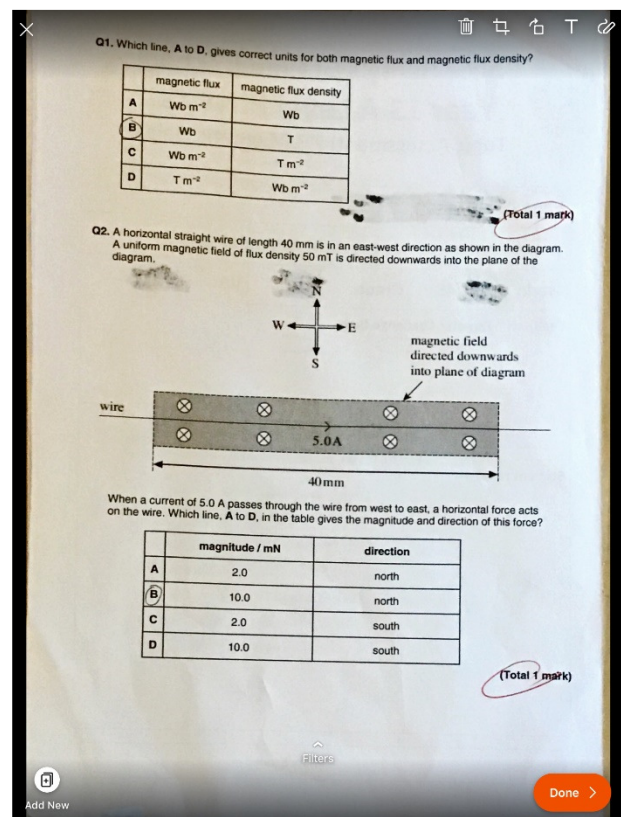 T
Q1. Which line, A to D, gives correct units for both magnetic flux and magnetic flux density?
magnetic flux magnetic flux density
A Wb m⁻² Wb
B Wb T
C Wb m⁻² T m⁻²
D T m⁻² Wb m⁻²
(Total 1 mark)
Q2. A horizontal straight wire of length 40 mm is in an east-west direction as shown in the diagram.
A uniform magnetic field of flux density 50 mT is directed downwards into the plane of the
diagram.
N
W E
S
magnetic field
directed downwards
into plane of diagram
wire
5.0A
40mm
When a current of 5.0 A passes through the wire from west to east, a horizontal force acts
on the wire. Which line, A to D, in the table gives the magnitude and direction of this force?
magnitude / mN direction
A 2.0 north
B 10.0 north
C 2.0 south
D 10.0 south
(Total 1 mark)
Filters
Add New
Done